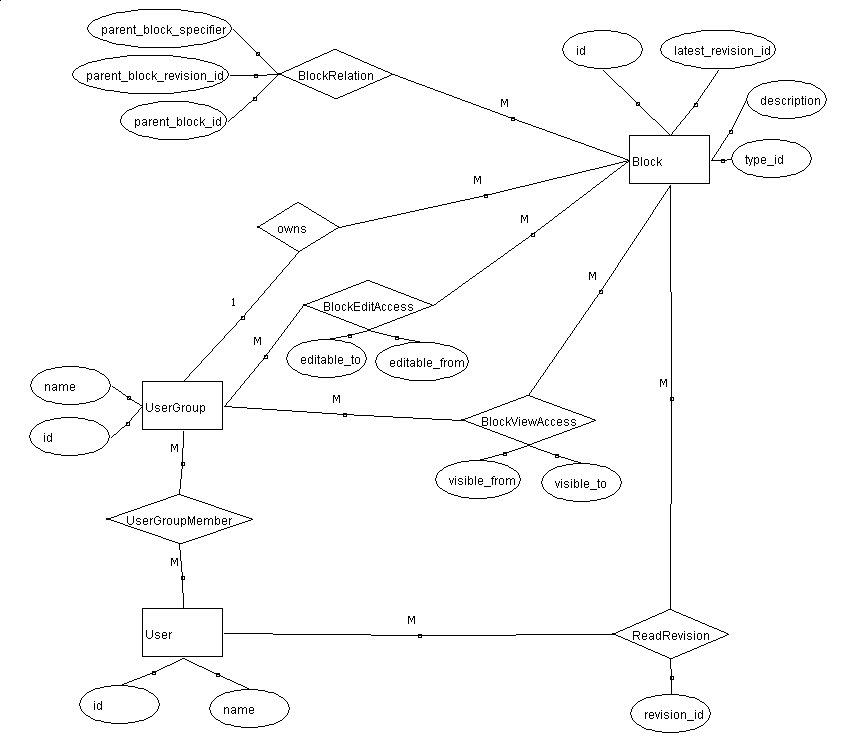 parent_block_specifier
parent_block_revision_id
parent_block_id
BlockRelation
M
id
latest_revision_id
description
type_id
Block
M
owns
M
1
BlockEditAccess
M
editable_to
editable_from
M
name
id
UserGroup
M
BlockViewAccess
visible_from
visible_to
M
M
UserGroupMember
M
User
M
ReadRevision
id
name
revision_id